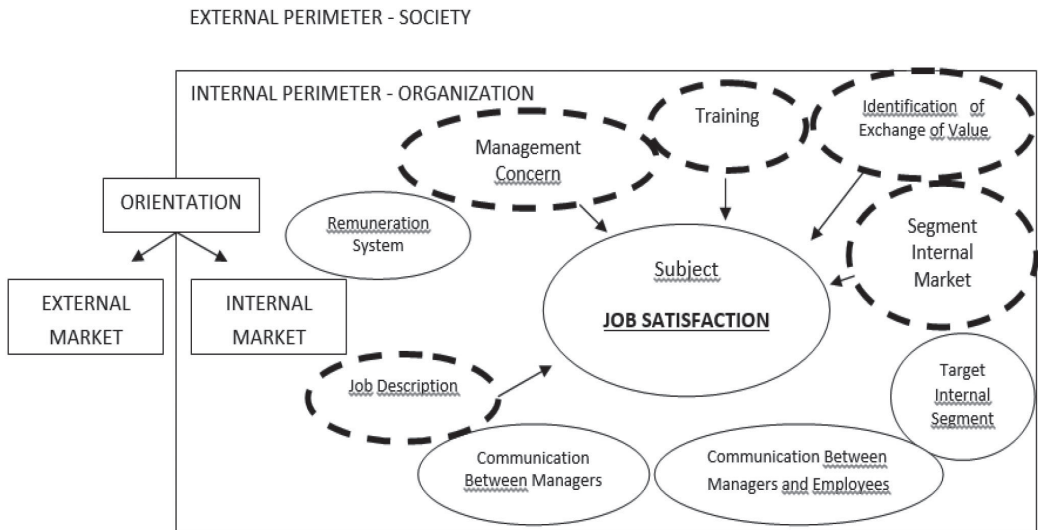 EXTERNAL PERIMETER - SOCIETY
INTERNAL PERIMETER - ORGANIZATION
Management
Concern
Training
Identification of
Exchange of Value
ORIENTATION
Remuneration
System
Segment
Internal
Market
EXTERNAL
MARKET
INTERNAL
MARKET
Subject
JOB SATISFACTION
Job Description
Target
Internal
Segment
Communication
Between Managers
Communication Between
Managers and Employees